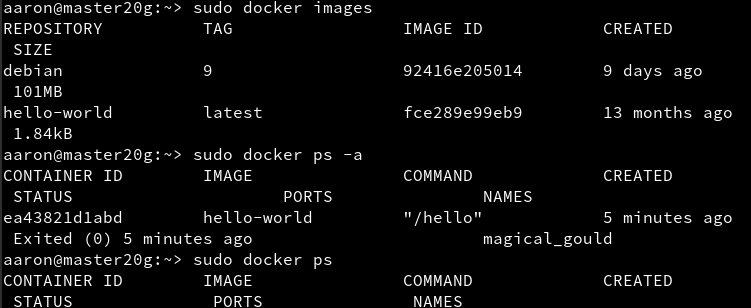 aaron@master20g:~> sudo docker images
REPOSITORY          TAG                 IMAGE ID            CREATED
 SIZE
debian              9                   92416e205014        9 days ago
 101MB
hello-world         latest              fce289e99eb9        13 months ago
 1.84kB
aaron@master20g:~> sudo docker ps -a
CONTAINER ID        IMAGE               COMMAND             CREATED
 STATUS                     PORTS               NAMES
ea43821d1abd        hello-world         "/hello"            5 minutes ago
 Exited (0) 5 minutes ago                       magical_gould
aaron@master20g:~> sudo docker ps
CONTAINER ID        IMAGE               COMMAND             CREATED
 STATUS              PORTS               NAMES